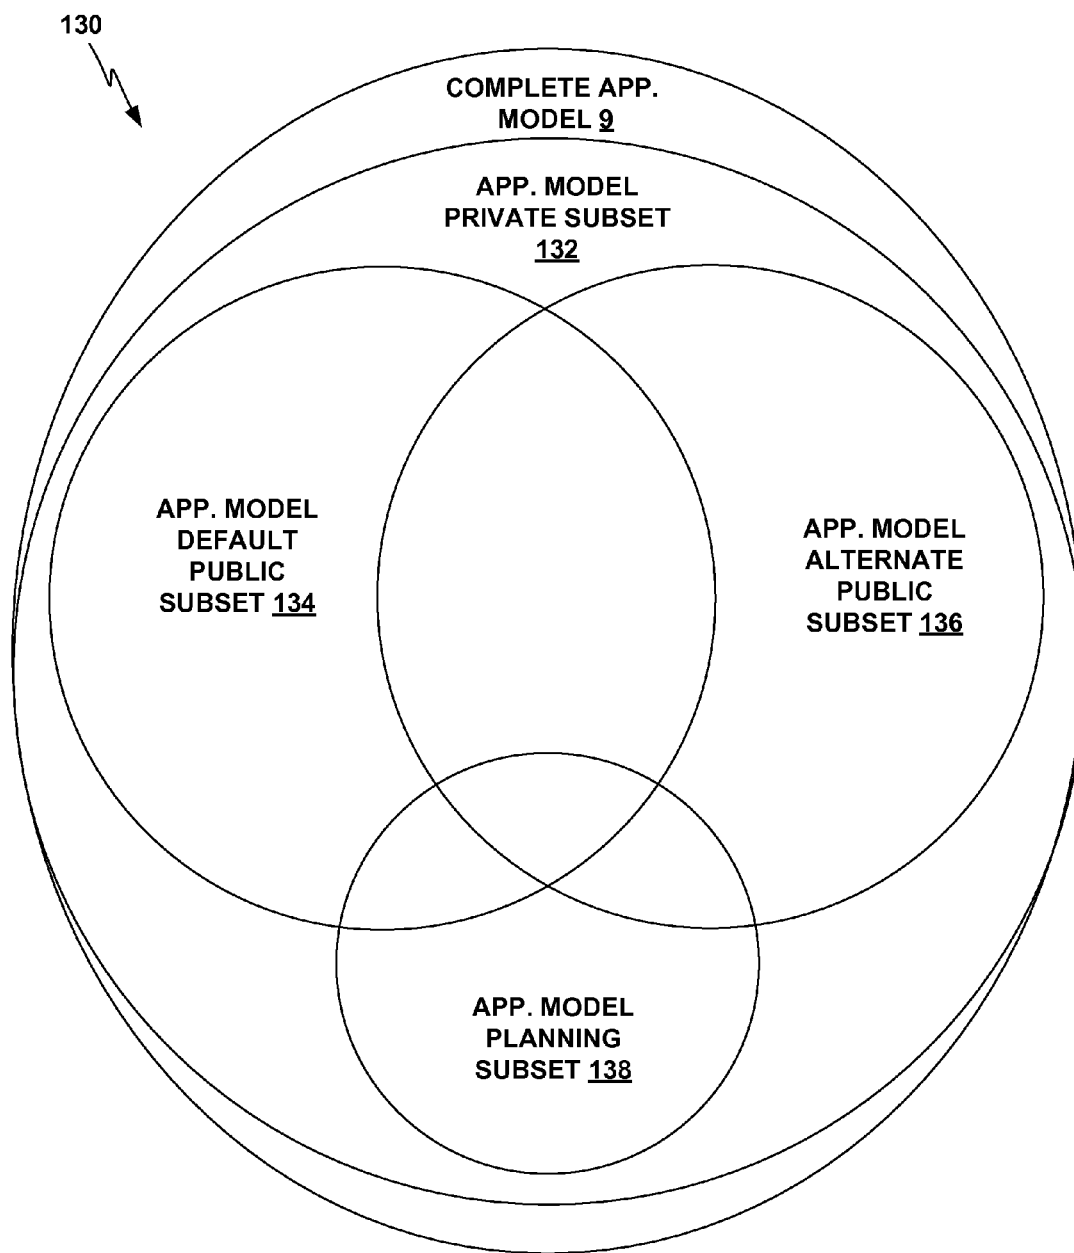 130
COMPLETE APP.
MODEL 9
APP. MODEL
PRIVATE SUBSET
132
APP. MODEL
DEFAULT
PUBLIC
SUBSET 134
APP. MODEL
ALTERNATE
PUBLIC
SUBSET 136
APP. MODEL
PLANNING
SUBSET 138